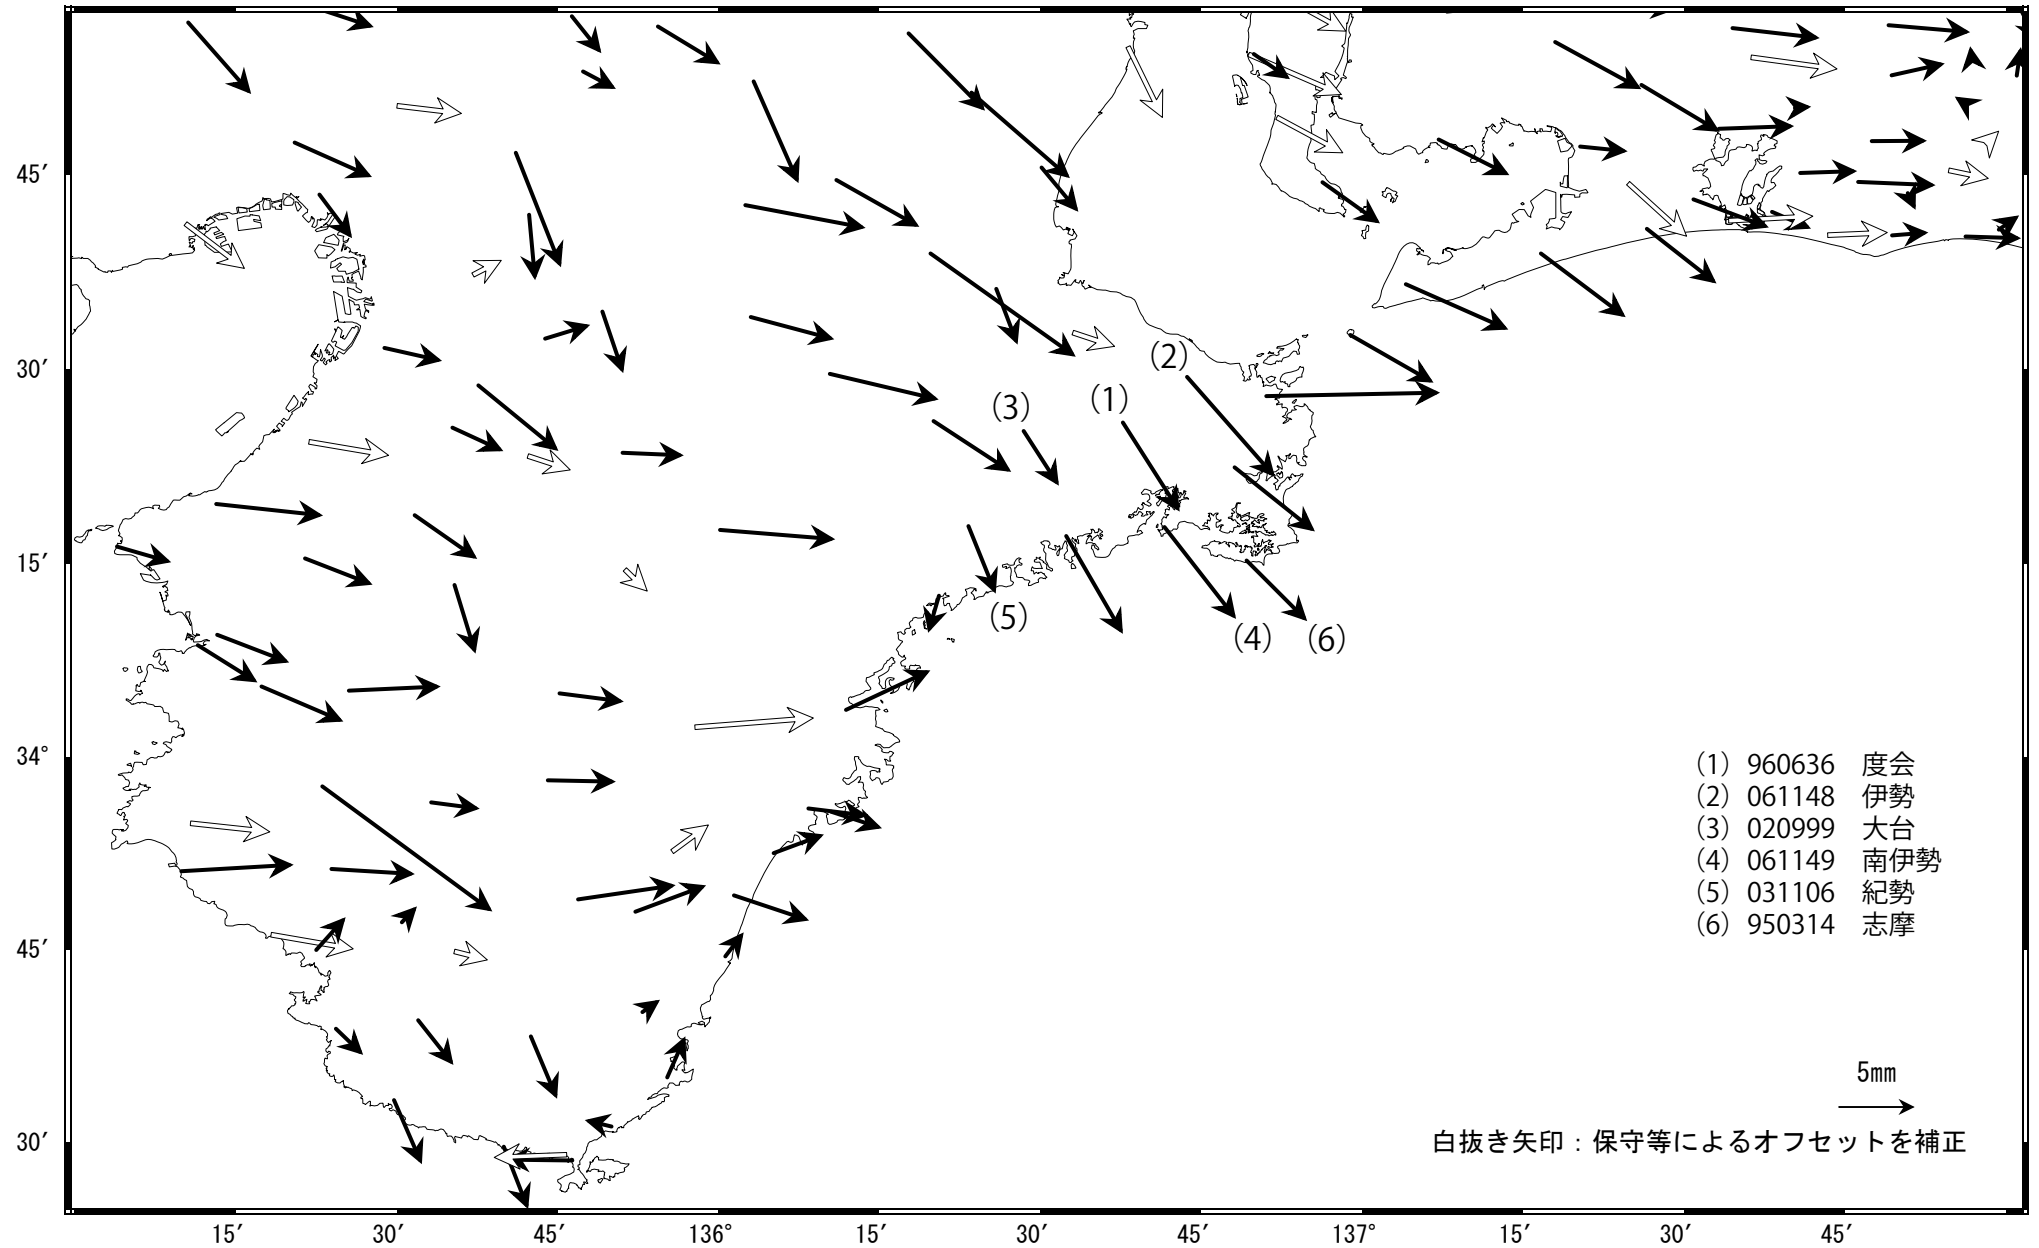 45′
30′
15′
34°
45′
30′
15′
30′
45′
136°
15′
30′
45′
137°
15′
30′
45′
(2)
(1)
(3)
(5)
(4)
(6)
(1) 960636 度会
(2) 061148 伊勢
(3) 020999 大台
(4) 061149 南伊勢
(5) 031106 紀勢
(6) 950314 志摩
5mm
白抜き矢印：保守等によるオフセットを補正